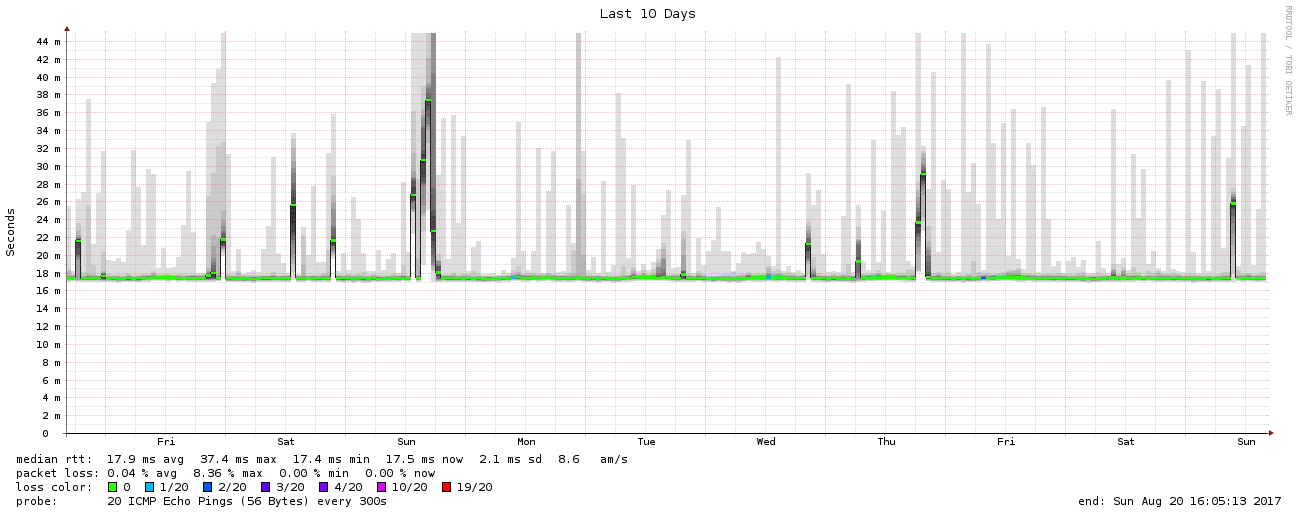 Last 10 Days
RRDTOOL / TOBI OETIKER
Seconds
44 m
42 m
40 m
38 m
36 m
34 m
32 m
30 m
28 m
26 m
24 m
22 m
20 m
18 m
16 m
14 m
12 m
10 m
8 m
6 m
4 m
2 m
0
Fri Sat Sun Mon Tue Wed Thu Fri Sat Sun
median rtt: 17.9 ms avg 37.4 ms max 17.4 ms min 17.5 ms now 2.1 ms sd 8.6 am/s
packet loss: 0.04 % avg 8.36 % max 0.00 % min 0.00 % now
loss color: 0 1/20 2/20 3/20 4/20 10/20 19/20
probe: 20 ICMP Echo Pings (56 Bytes) every 300s end: Sun Aug 20 16:05:13 2017